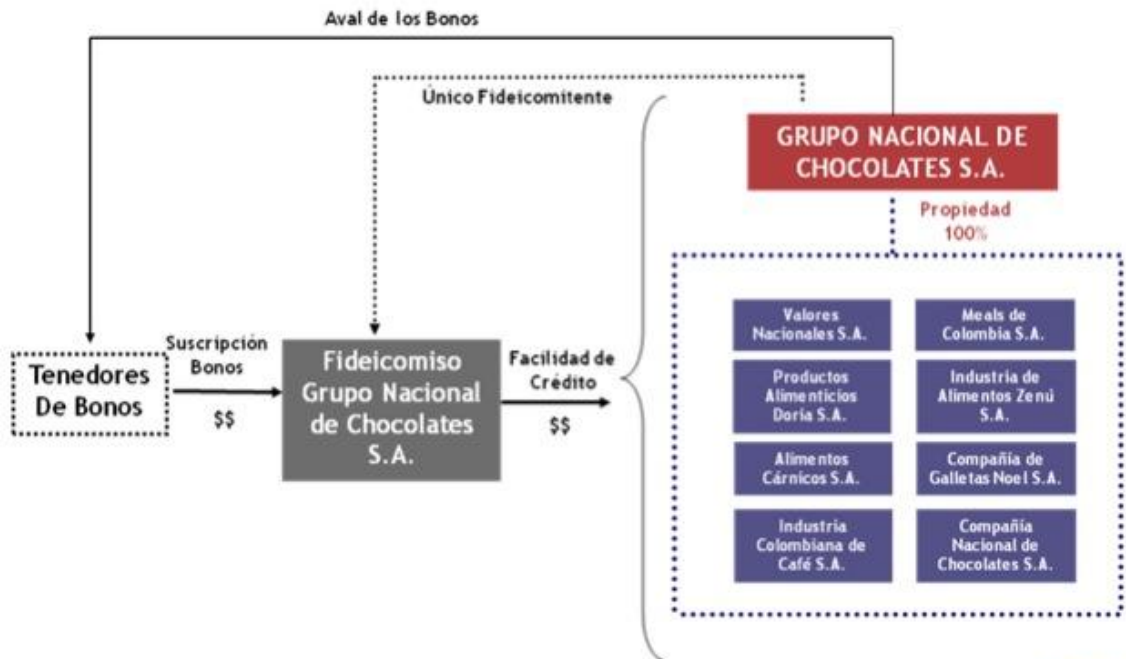 Aval de los Bonos
Único Fideicomitente
GRUPO NACIONAL DE
CHOCOLATES S.A.
Propiedad
100%
Tenedores
De Bonos
Suscripción
Bonos
$$
Fideicomiso
Grupo Nacional
de Chocolates
S.A.
Facilidad de
Crédito
$$
Valores
Nacionales S.A.
Meals de
Colombia S.A.
Productos
Alimenticios
Doria S.A.
Industria de
Alimentos Zenú
S.A.
Alimentos
Cárnicos S.A.
Compañía de
Galletas Noel S.A.
Industria
Colombiana de
Café S.A.
Compañía
Nacional de
Chocolates S.A.